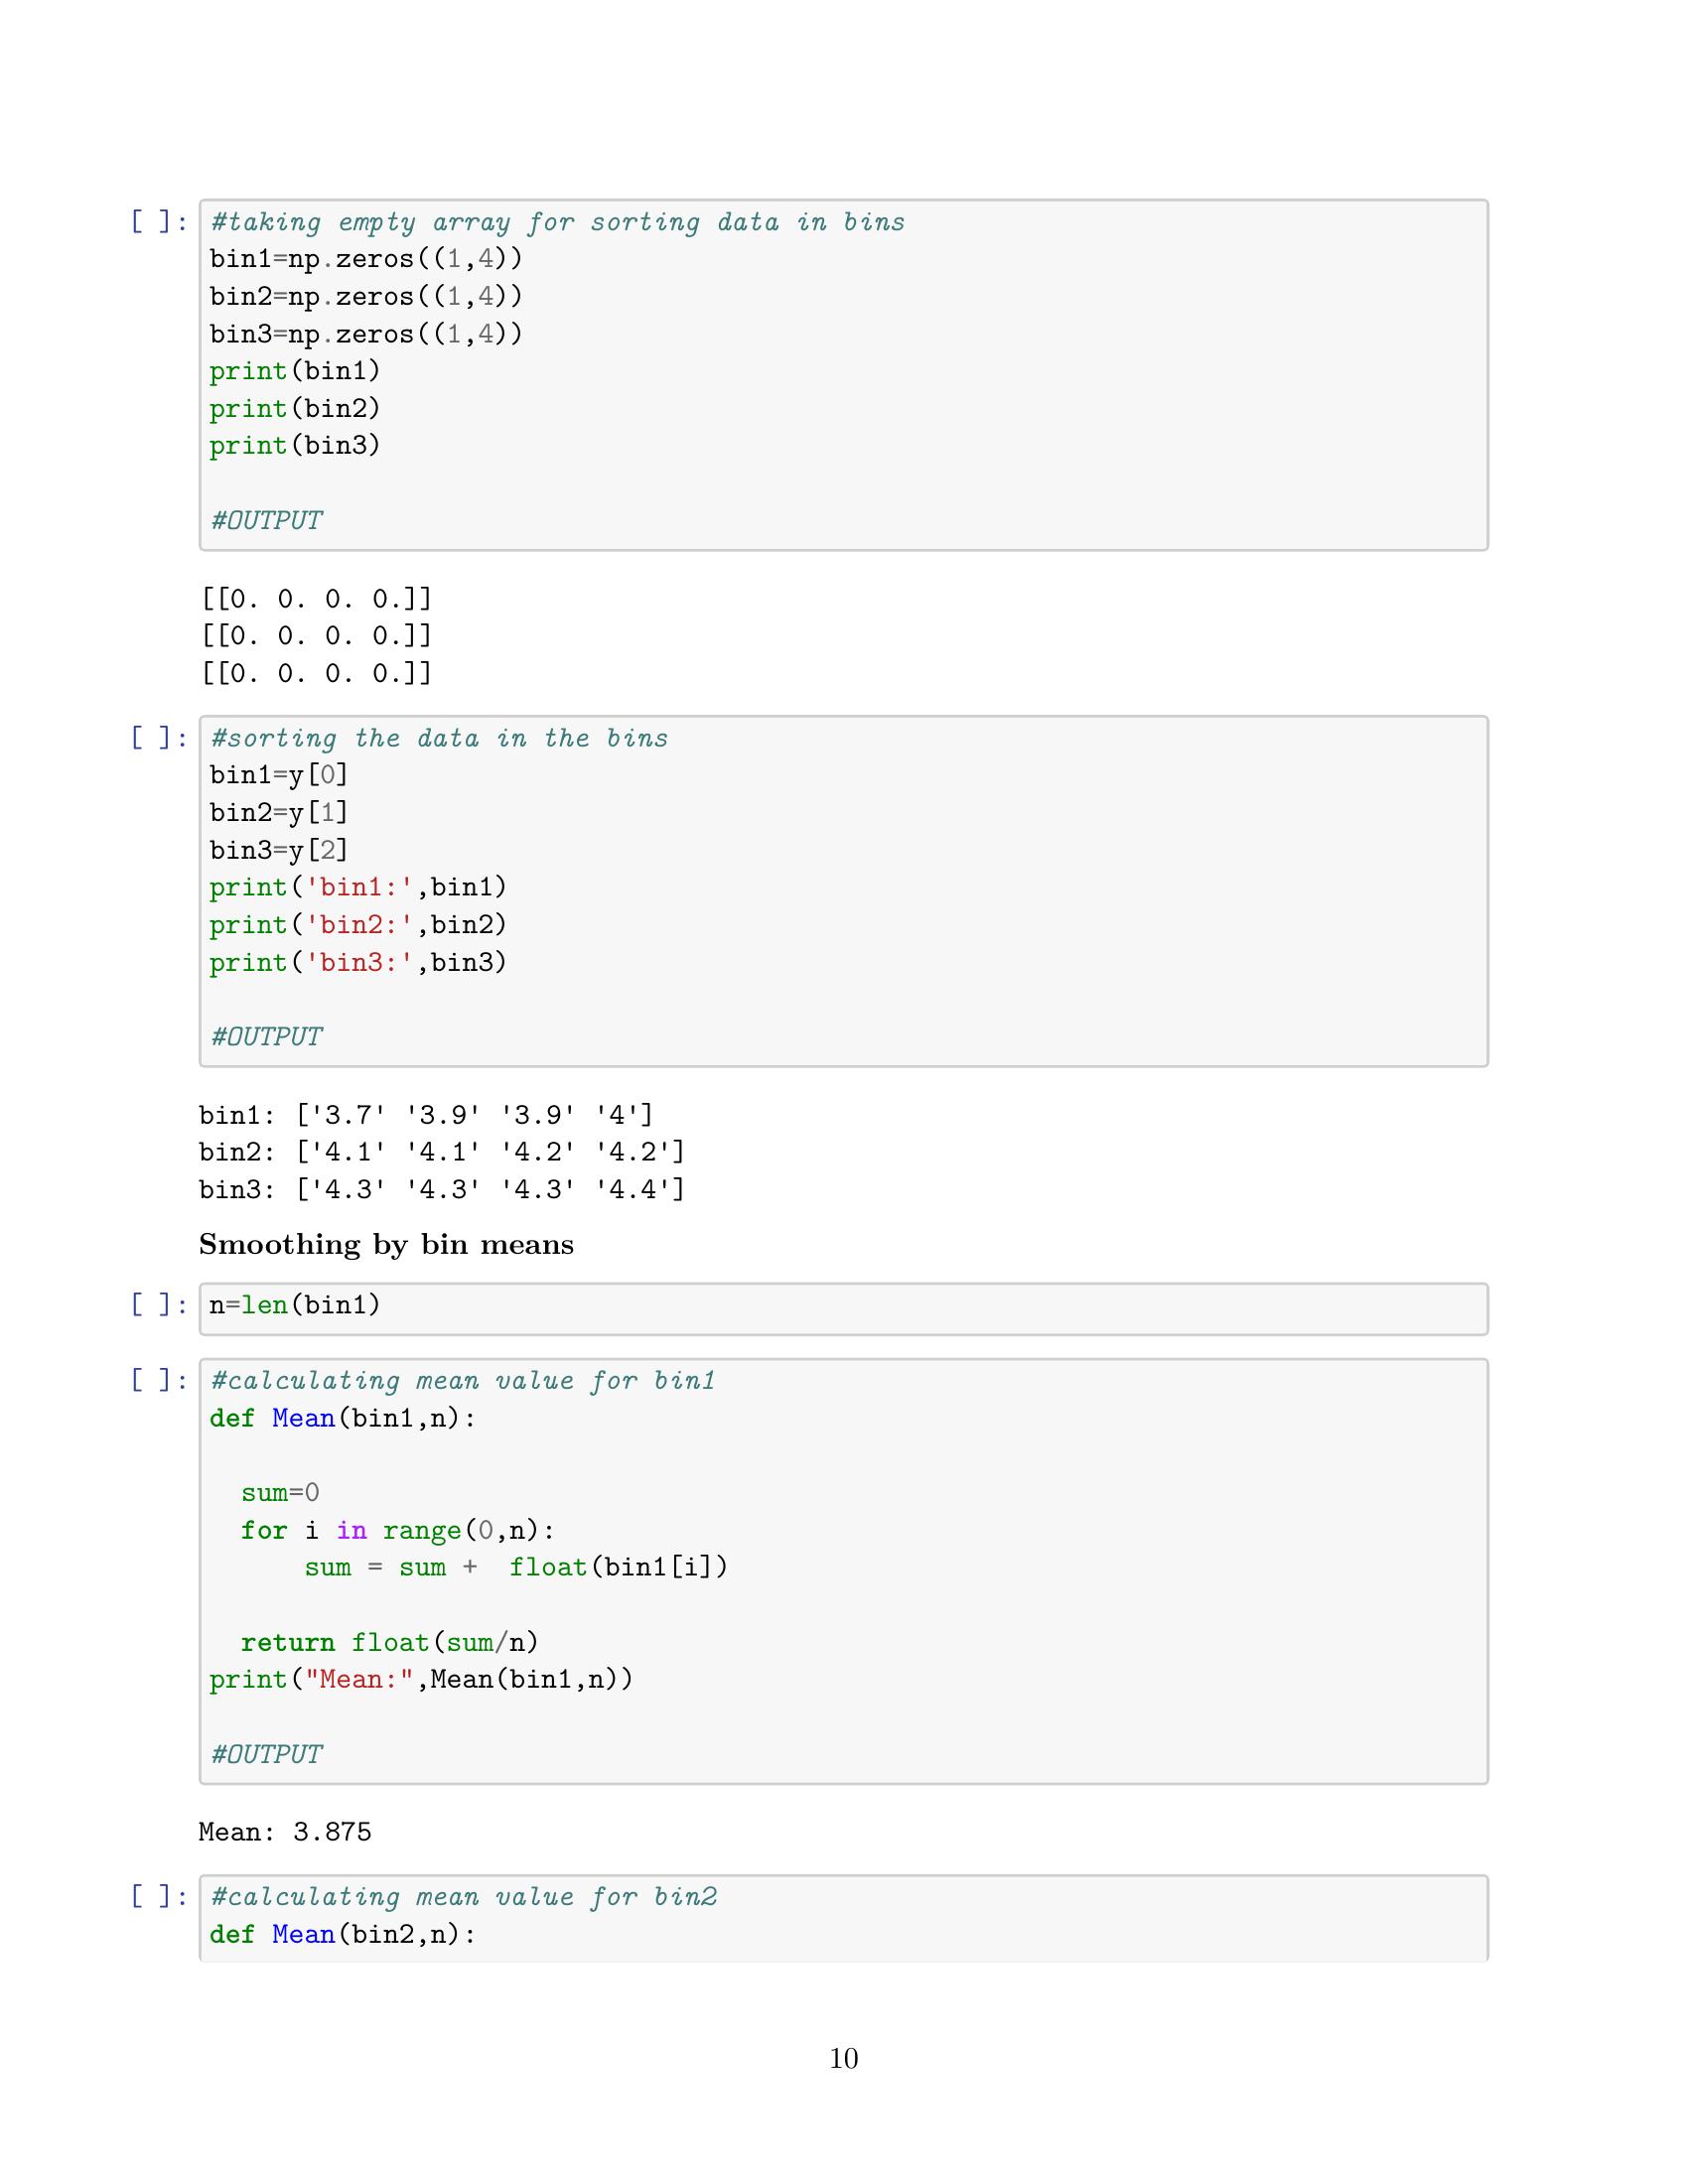 [ ]: #taking empty array for sorting data in bins
bin1=np.zeros((1,4))
bin2=np.zeros((1,4))
bin3=np.zeros((1,4))
print(bin1)
print(bin2)
print(bin3)
#OUTPUT
[[0. 0. 0. 0.]]
[[0. 0. 0. 0.]]
[[0. 0. 0. 0.]]
[ ]: #sorting the data in the bins
bin1=y[0]
bin2=y[1]
bin3=y[2]
print('bin1:',bin1)
print('bin2:',bin2)
print('bin3:',bin3)
#OUTPUT
bin1: ['3.7' '3.9' '3.9' '4']
bin2: ['4.1' '4.1' '4.2' '4.2']
bin3: ['4.3' '4.3' '4.3' '4.4']
Smoothing by bin means
[ ]: n=len(bin1)
[ ]: #calculating mean value for bin1
def Mean(bin1,n):
  sum=0
  for i in range(0,n):
      sum = sum +  float(bin1[i])
  return float(sum/n)
print("Mean:",Mean(bin1,n))
#OUTPUT
Mean: 3.875
[ ]: #calculating mean value for bin2
def Mean(bin2,n):
10